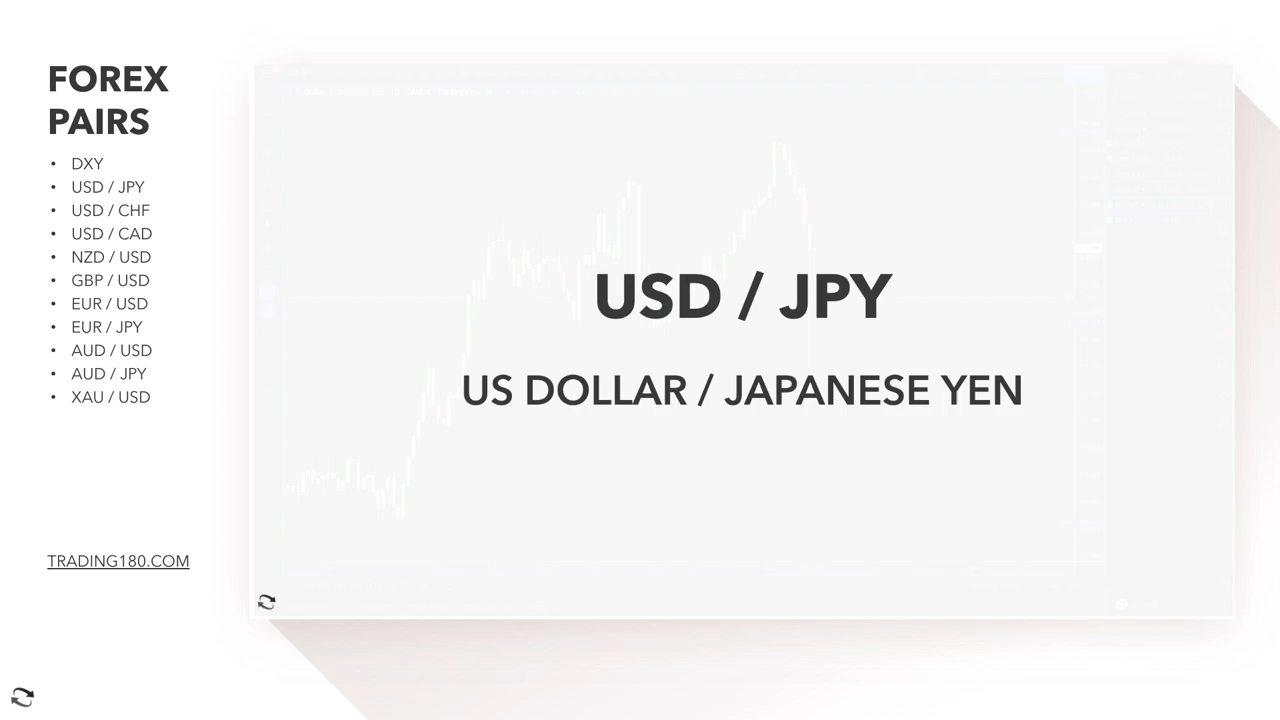 FOREX
PAIRS
• DXY
• USD / JPY
• USD / CHF
• USD / CAD
• NZD / USD
• GBP / USD
• EUR / USD
• EUR / JPY
• AUD / USD
• AUD / JPY
• XAU / USD
TRADING180.COM
USD / JPY
US DOLLAR / JAPANESE YEN